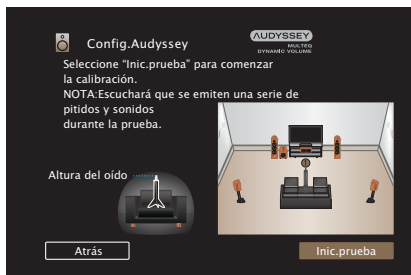 Config.Audyssey
AUDYSSEY
MULTEQ
DYNAMIC VOLUME
Seleccione “Inic.prueba” para comenzar
la calibración.
NOTA:Escuchará que se emiten una serie de
pitidos y sonidos
durante la prueba.
Altura del oído
Atrás
Inic.prueba